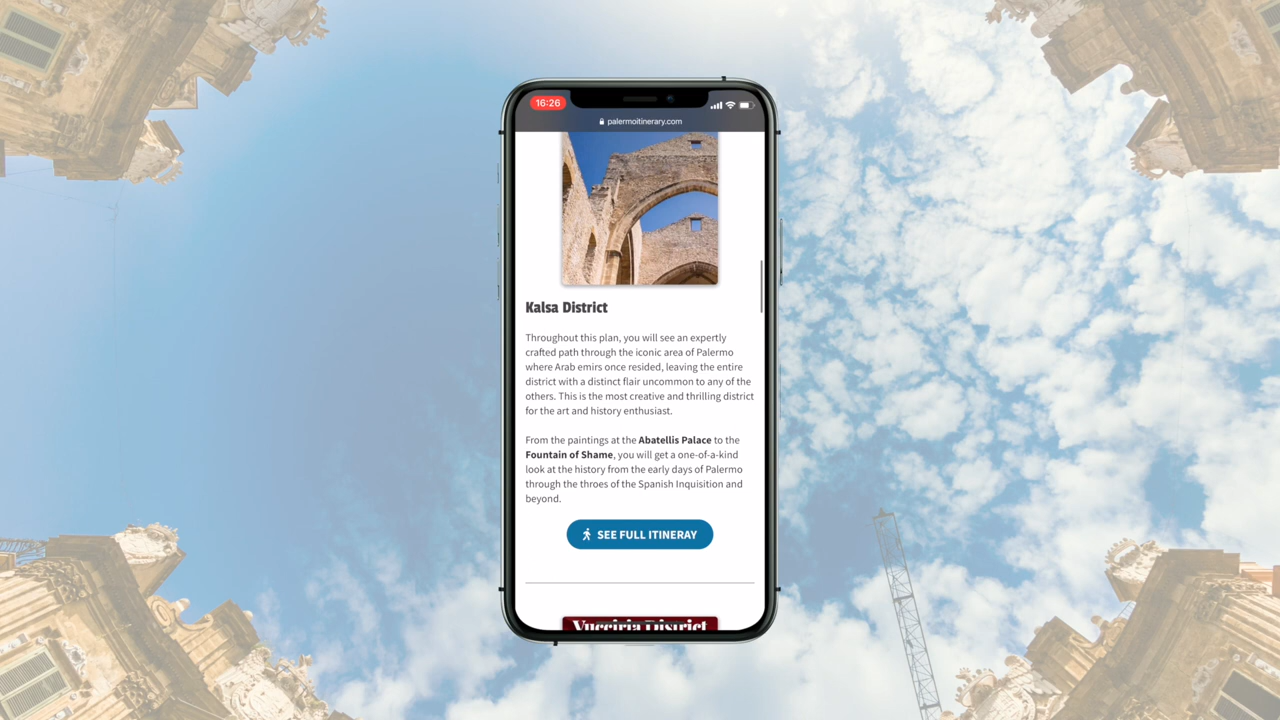 16:26
palermoitinerary.com
Kalsa District
Throughout this plan, you will see an expertly
crafted path through the iconic area of Palermo
where Arab emirs once resided, leaving the entire
district with a distinct flair uncommon to any of the
others. This is the most creative and thrilling district
for the art and history enthusiast.
From the paintings at the Abatellis Palace to the
Fountain of Shame, you will get a one-of-a-kind
look at the history from the early days of Palermo
through the throes of the Spanish Inquisition and
beyond.
SEE FULL ITINERAY
Vucciria District